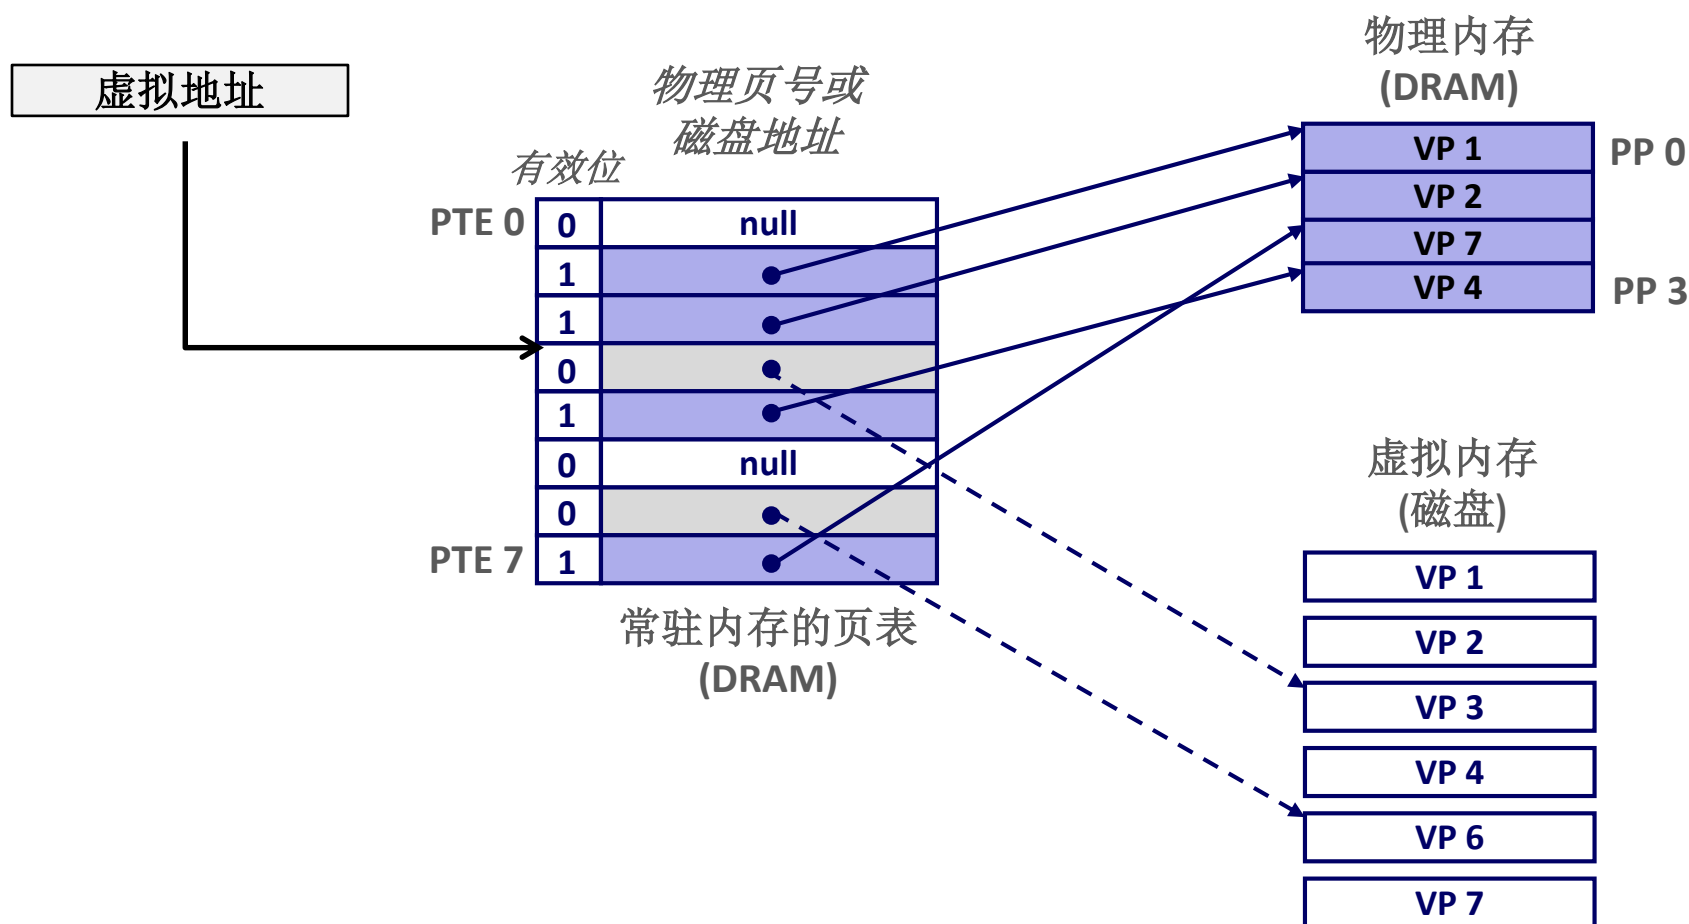 虚拟地址
物理页号或
磁盘地址
有效位
PTE 0
0
null
1
1
0
1
0
null
0
PTE 7
1
常驻内存的页表
(DRAM)
物理内存
(DRAM)
VP 1
PP 0
VP 2
VP 7
VP 4
PP 3
虚拟内存
(磁盘)
VP 1
VP 2
VP 3
VP 4
VP 6
VP 7